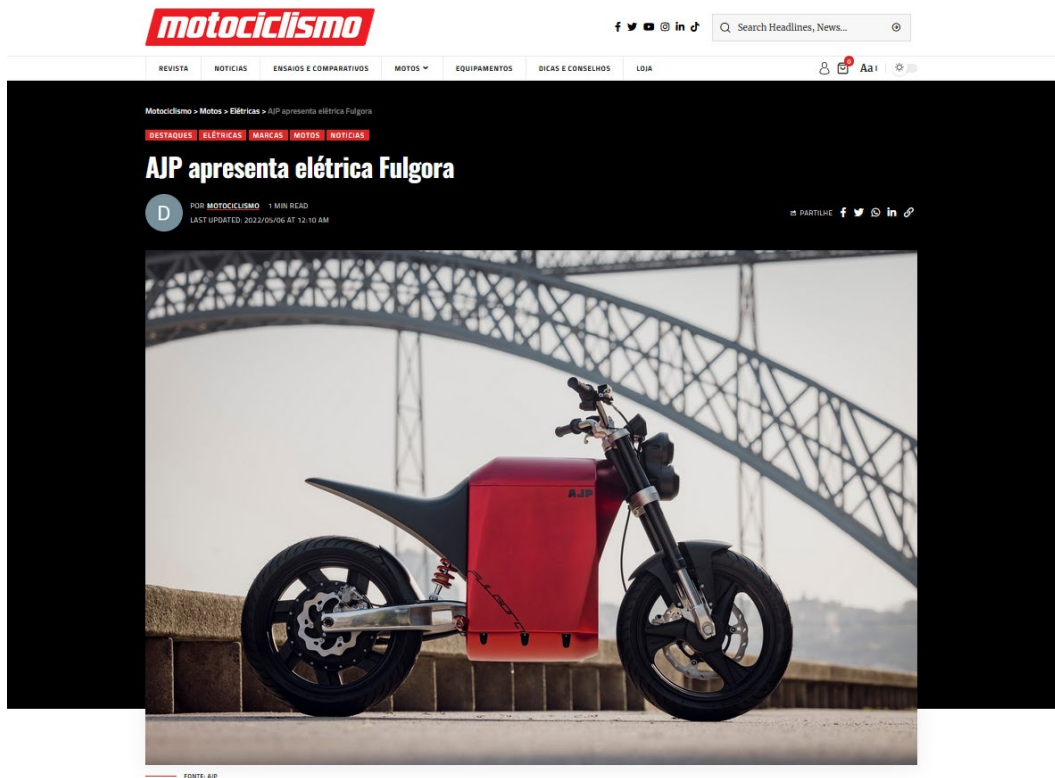 motociclismo
Search Headlines, News...
REVISTA NOTICIAS ENSAIOS E COMPARATIVOS MOTOS EQUIPAMENTOS DICAS E CONSELHOS LOJA
0 Aa
Motociclismo > Motos > Elétricas > AJP apresenta elétrica Fulgora
DESTAQUES ELÉTRICAS MARCAS MOTOS NOTICIAS
AJP apresenta elétrica Fulgora
D
POR MOTOCICLISMO 1 MIN READ
LAST UPDATED: 2022/05/06 AT 12:10 AM
PARTILHE
AJP
FULGORA
FONTE: AJP